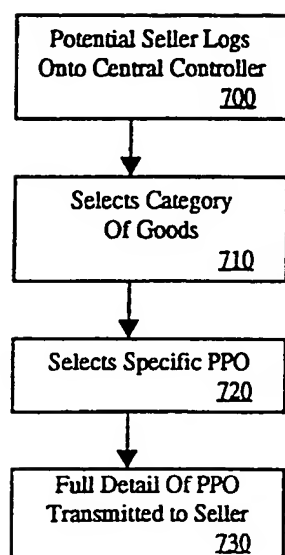 Potential Seller Logs
Onto Central Controller
700
Selects Category
Of Goods
710
Selects Specific PPO
720
Full Detail Of PPO
Transmitted to Seller
730